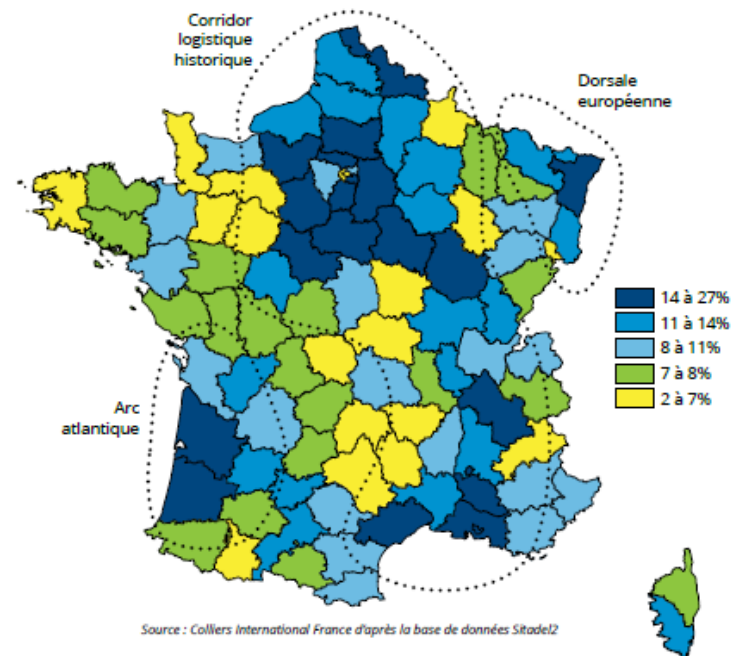 Corridor
logistique
historique
Dorsale
européenne
14 à 27%
11 à 14%
8 à 11%
7 à 8%
2 à 7%
Arc
atlantique
Source : Colliers International France d'après la base de données Sitadel2